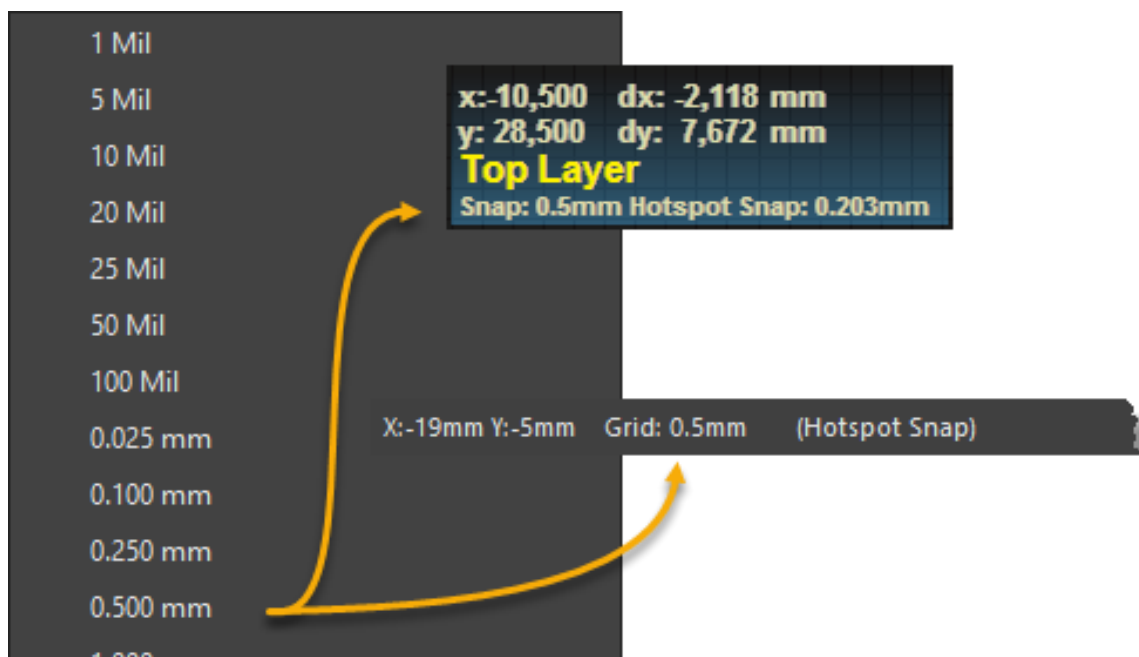 1 Mil
5 Mil
10 Mil
20 Mil
25 Mil
50 Mil
100 Mil
0.025 mm
0.100 mm
0.250 mm
0.500 mm
x:-10,500 dx: -2,118 mm
y: 28,500 dy: 7,672 mm
Top Layer
Snap: 0.5mm Hotspot Snap: 0.203mm
X:-19mm Y:-5mm Grid: 0.5mm (Hotspot Snap)